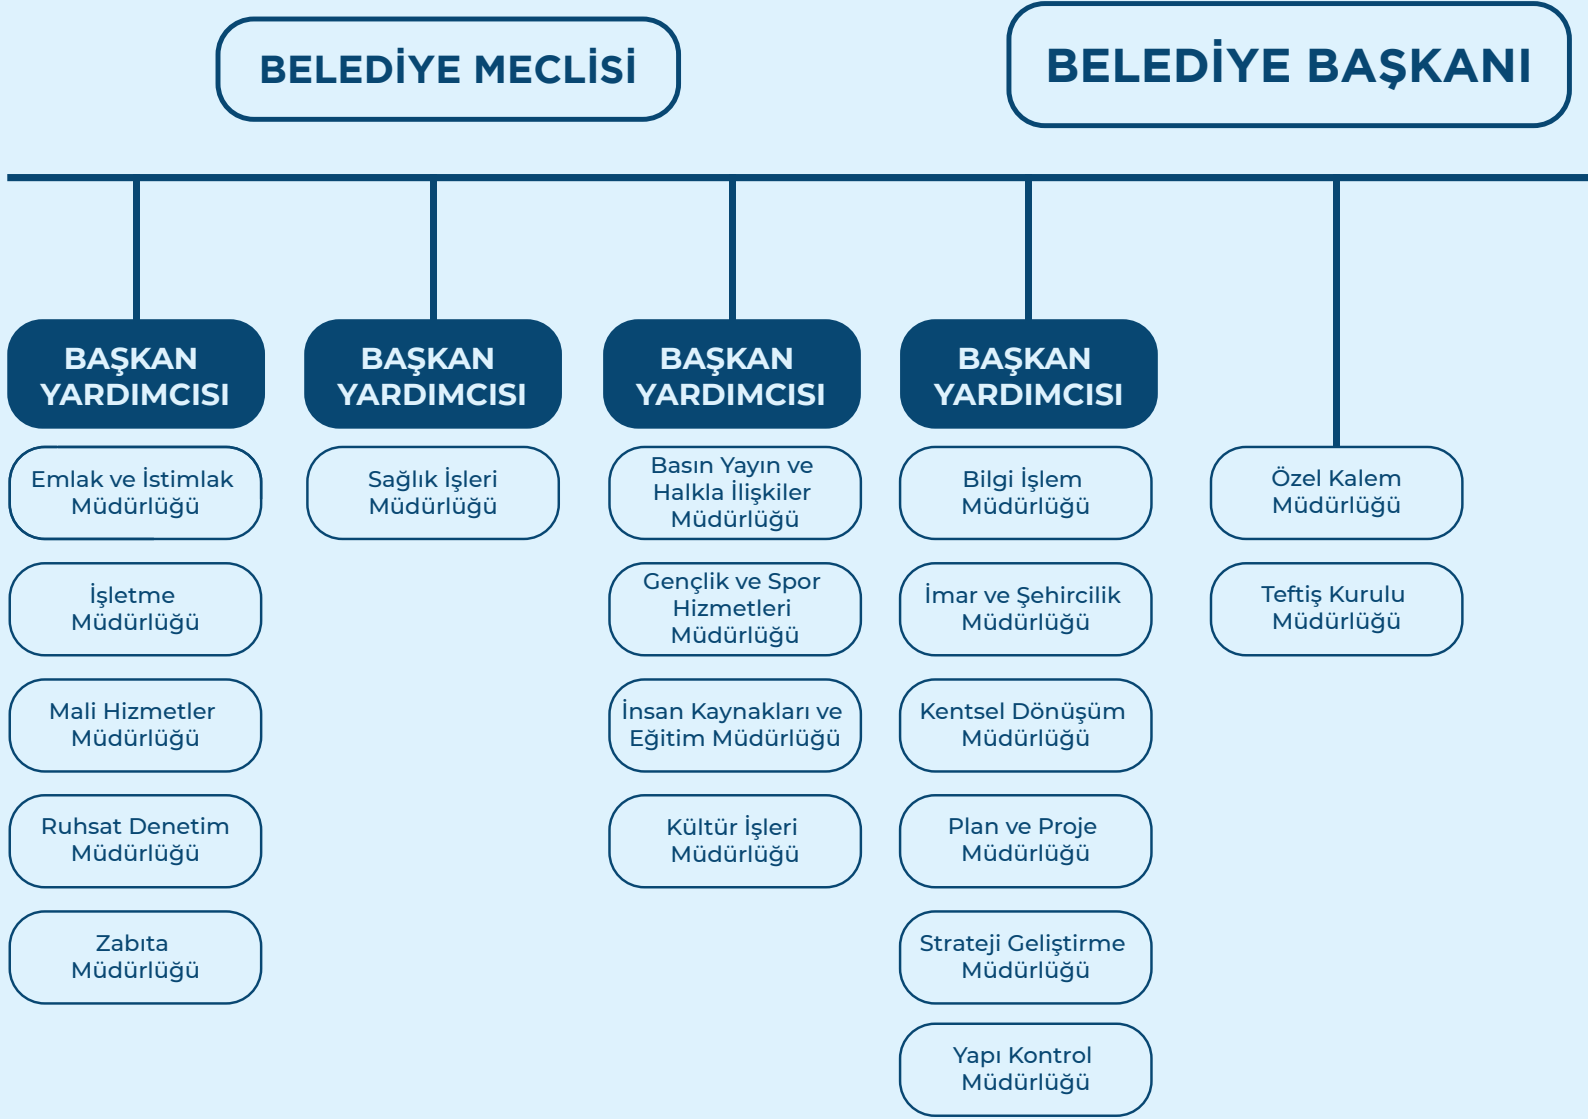 BELEDİYE MECLİSİ
BELEDİYE BAŞKANI
BAŞKAN
YARDIMCISI
Emlak ve İstimlak
Müdürlüğü
İşletme
Müdürlüğü
Mali Hizmetler
Müdürlüğü
Ruhsat Denetim
Müdürlüğü
Zabıta
Müdürlüğü
BAŞKAN
YARDIMCISI
Sağlık İşleri
Müdürlüğü
BAŞKAN
YARDIMCISI
Basın Yayın ve
Halkla İlişkiler
Müdürlüğü
Gençlik ve Spor
Hizmetleri
Müdürlüğü
İnsan Kaynakları ve
Eğitim Müdürlüğü
Kültür İşleri
Müdürlüğü
BAŞKAN
YARDIMCISI
Bilgi İşlem
Müdürlüğü
İmar ve Şehircilik
Müdürlüğü
Kentsel Dönüşüm
Müdürlüğü
Plan ve Proje
Müdürlüğü
Strateji Geliştirme
Müdürlüğü
Yapı Kontrol
Müdürlüğü
Özel Kalem
Müdürlüğü
Teftiş Kurulu
Müdürlüğü